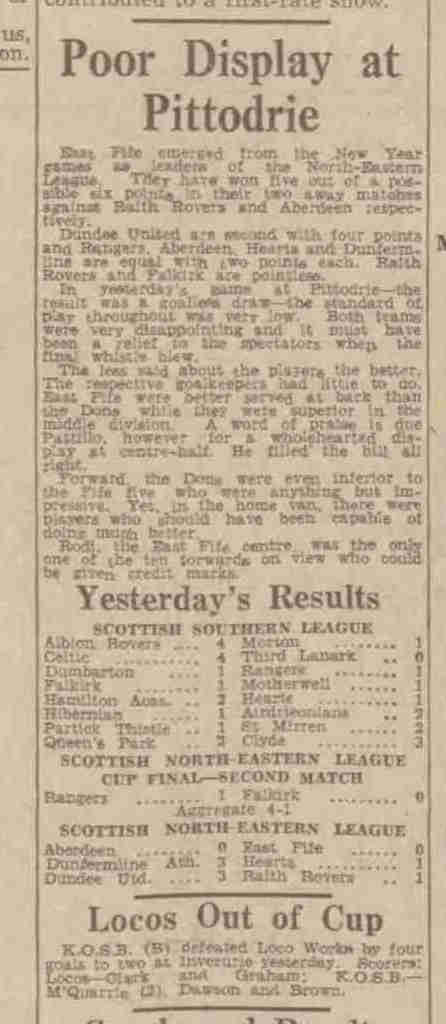 contributed to a first-rate show.
us,
on.
Poor Display at
Pittodrie
East Fife emerged from the New Year
games as leaders of the North-Eastern
League. They have won five out of a pos-
sible six points in their two away matches
against Raith Rovers and Aberdeen respec-
tively.
Dundee United are second with four points
and Rangers, Aberdeen, Hearts and Dunferm-
line are equal with two points each. Raith
Rovers and Falkirk are pointless.
In yesterday's game at Pittodrie—the
result was a goalless draw—the standard of
play throughout was very low. Both teams
were very disappointing and it must have
been a relief to the spectators when the
final whistle blew.
The less said about the players the better.
The respective goalkeepers had little to do.
East Fife were better served at back than
the Dons while they were superior in the
middle division. A word of praise is due
Pattillo, however for a wholehearted dis-
play at centre-half. He filled the bill all
right.
Forward, the Dons were even inferior to
the Fife five who were anything but im-
pressive. Yet, in the home van, there were
players who should have been capable of
doing much better.
Rodi, the East Fife centre, was the only
one of the ten forwards on view who could
be given credit marks.
Yesterday's Results
SCOTTISH SOUTHERN LEAGUE
Albion Rovers .... 4 Morton ........ 1
Celtic .......... 4 Third Lanark .. 0
Dumbarton .... 1 Rangers ...... 1
Falkirk ........ 1 Motherwell ...... 1
Hamilton Acas. .. 2 Hearts ........ 1
Hibernian ...... 1 Airdrieonians .. 2
Partick Thistle .. 1 St Mirren ...... 2
Queen's Park .. 2 Clyde .......... 3
SCOTTISH NORTH-EASTERN LEAGUE
CUP FINAL—SECOND MATCH
Rangers ........ 1 Falkirk ........ 0
Aggregate 4-1
SCOTTISH NORTH-EASTERN LEAGUE
Aberdeen ........ 0 East Fife ...... 0
Dunfermline Ath. 3 Hearts .......... 1
Dundee Utd. .... 3 Raith Rovers .. 1
Locos Out of Cup
K.O.S.B. (B) defeated Loco Works by four
goals to two at Inverurie yesterday. Scorers:
Locos—Clark and Graham; K.O.S.B.—
M'Quarrie (2), Dawson and Brown.